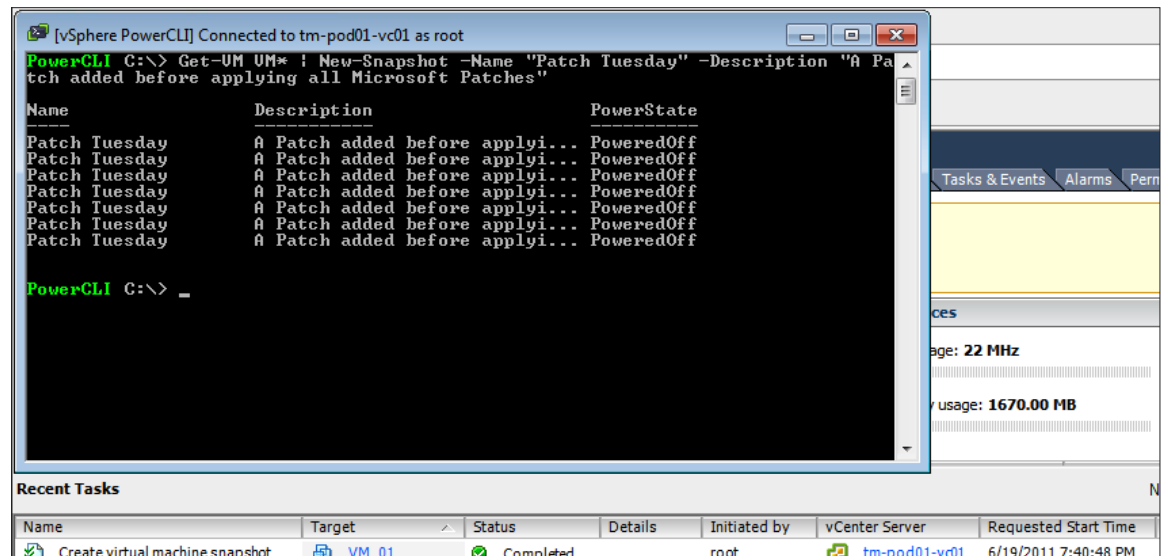 [vSphere PowerCLI] Connected to tm-pod01-vc01 as root
PowerCLI C:\> Get-VM VM* | New-Snapshot -Name "Patch Tuesday" -Description "A Pa
tch added before applying all Microsoft Patches"
Name Description PowerState
---- ----------- ----------
Patch Tuesday A Patch added before applyi... PoweredOff
Patch Tuesday A Patch added before applyi... PoweredOff
Patch Tuesday A Patch added before applyi... PoweredOff
Patch Tuesday A Patch added before applyi... PoweredOff
Patch Tuesday A Patch added before applyi... PoweredOff
Patch Tuesday A Patch added before applyi... PoweredOff
Patch Tuesday A Patch added before applyi... PoweredOff
PowerCLI C:\> _
Tasks & Events Alarms Perm
ces
age: 22 MHz
y usage: 1670.00 MB
Recent Tasks N
Name Target Status Details Initiated by vCenter Server Requested Start Time
Create virtual machine snapshot VM_01 Completed root tm-pod01-vc01 6/19/2011 7:40:48 PM